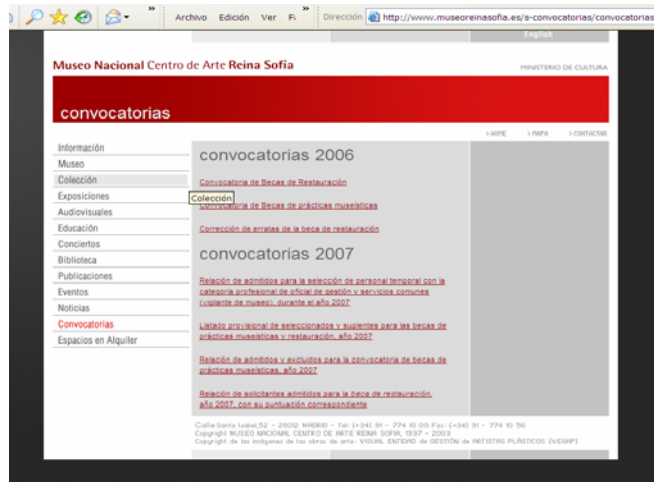 Archivo Edición Ver F
Dirección http://www.museoreinasofia.es/s-convocatorias/convocatorias
English
Museo Nacional Centro de Arte Reina Sofía
MINISTERIO DE CULTURA
convocatorias
> HOME > MAPA > CONTACTAR
Información
Museo
Colección
Exposiciones
Audiovisuales
Educación
Conciertos
Biblioteca
Publicaciones
Eventos
Noticias
Convocatorias
Espacios en Alquiler
Colección
convocatorias 2006
Convocatoria de Becas de Restauración
Convocatoria de Becas de prácticas museísticas
Corrección de erratas de la beca de restauración
convocatorias 2007
Relación de admitidos para la selección de personal temporal con la
categoría profesional de oficial de gestión y servicios comunes
(vigilante de museo), durante el año 2007
Listado provisional de seleccionados y suplentes para las becas de
prácticas museísticas y restauración, año 2007
Relación de admitidos y excluidos para la convocatoria de becas de
prácticas museísticas, año 2007
Relación de solicitantes admitidos para la beca de restauración,
año 2007, con su puntuación correspondiente
Calle Santa Isabel,52 - 28012 MADRID - Tel: (+34) 91 - 774 10 00 Fax: (+34) 91 - 774 10 56
Copyright MUSEO NACIONAL CENTRO DE ARTE REINA SOFIA, 1997 - 2003
Copyright de las imágenes de las obras de arte: VISUAL ENTIDAD de GESTIÓN de ARTISTAS PLÁSTICOS (VEGAP)